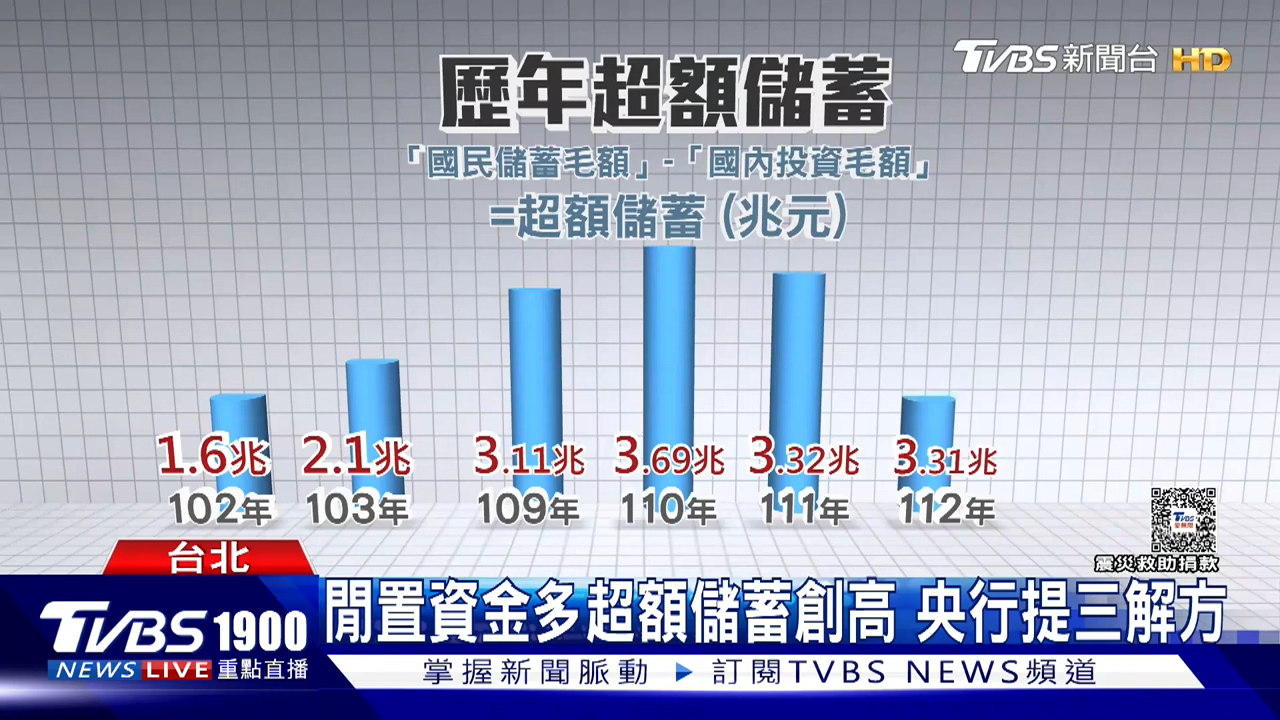 TVBS新聞台 HD
歷年超額儲蓄
「國民儲蓄毛額」-「國內投資毛額」
=超額儲蓄 (兆元)
1.6兆 2.1兆 3.11兆 3.69兆 3.32兆 3.31兆
102年 103年 109年 110年 111年 112年
TVBS
震災救助捐款
台北
TVBS 1900
NEWS LIVE 重點直播
閒置資金多超額儲蓄創高 央行提三解方
掌握新聞脈動 ▶ 訂閱TVBS NEWS頻道